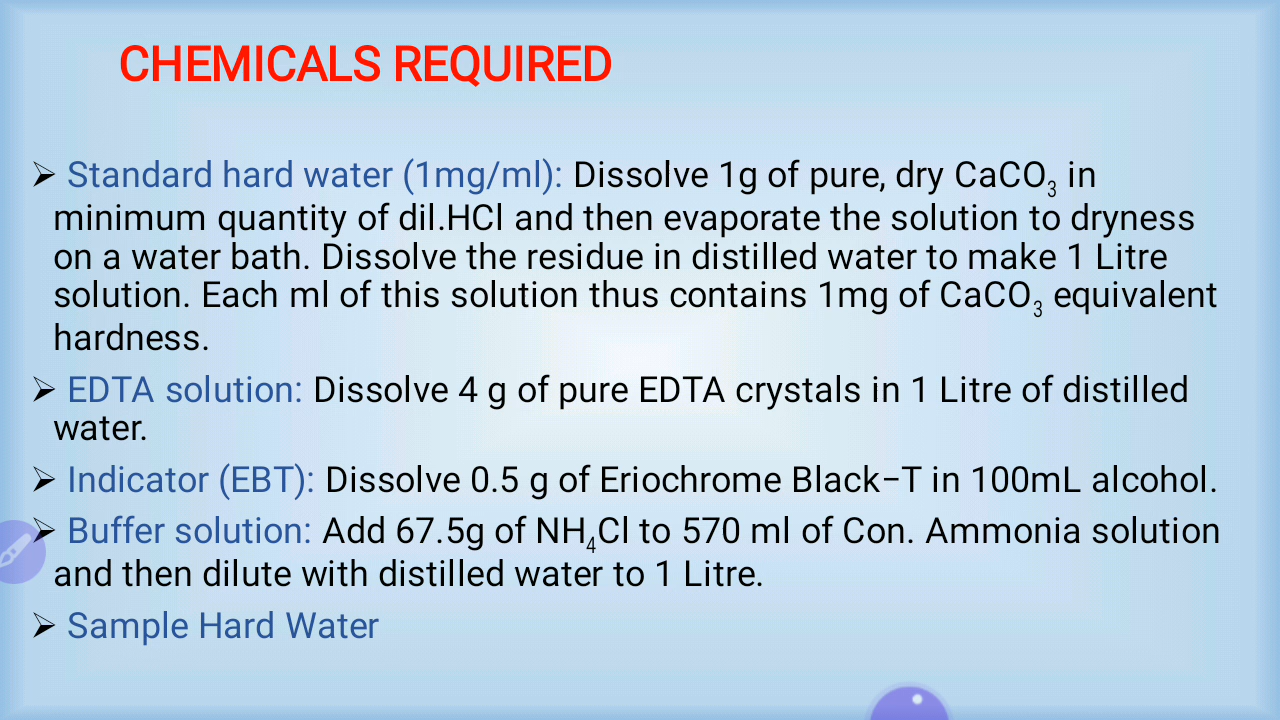 CHEMICALS REQUIRED
➢ Standard hard water (1mg/ml): Dissolve 1g of pure, dry CaCO₃ in
minimum quantity of dil.HCl and then evaporate the solution to dryness
on a water bath. Dissolve the residue in distilled water to make 1 Litre
solution. Each ml of this solution thus contains 1mg of CaCO₃ equivalent
hardness.
➢ EDTA solution: Dissolve 4 g of pure EDTA crystals in 1 Litre of distilled
water.
➢ Indicator (EBT): Dissolve 0.5 g of Eriochrome Black−T in 100mL alcohol.
➢ Buffer solution: Add 67.5g of NH₄Cl to 570 ml of Con. Ammonia solution
and then dilute with distilled water to 1 Litre.
➢ Sample Hard Water